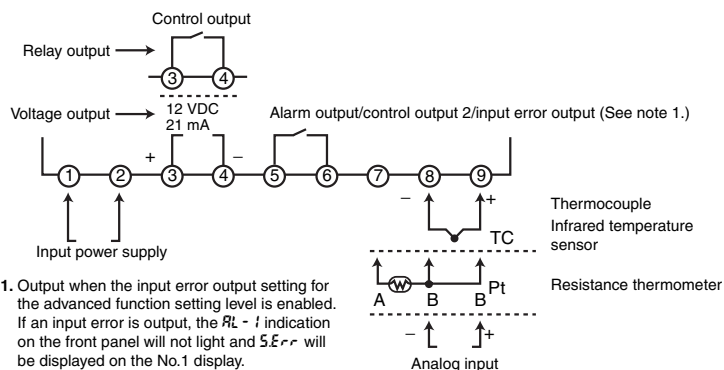 Control output
Relay output
3 4
Voltage output
12 VDC
21 mA
Alarm output/control output 2/input error output (See note 1.)
+ –
1 2 3 4 5 6 7 8 9
– +
Input power supply
TC
Thermocouple
Infrared temperature
sensor
A B B Pt
Resistance thermometer
– +
Analog input
1. Output when the input error output setting for
the advanced function setting level is enabled.
If an input error is output, the AL - 1 indication
on the front panel will not light and S.Err will
be displayed on the No.1 display.